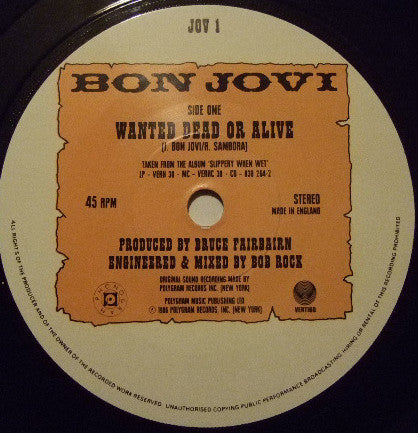 JOV 1
BON JOVI
SIDE ONE
WANTED DEAD OR ALIVE
(J. BON JOVI/R. SAMBORA)
TAKEN FROM THE ALBUM 'SLIPPERY WHEN WET'
LP - VERH 38 - MC - VERHC 38 - CD - 830 264-2
45 RPM
STEREO
MADE IN ENGLAND
PRODUCED BY BRUCE FAIRBAIRN
ENGINEERED & MIXED BY BOB ROCK
ORIGINAL SOUND RECORDING MADE BY
POLYGRAM RECORDS INC. (NEW YORK)
POLYGRAM MUSIC PUBLISHING LTD
℗ 1986 POLYGRAM RECORDS, INC. (NEW YORK)
VERTIGO
ALL RIGHTS OF THE PRODUCER AND OF THE OWNER OF THE RECORDED WORK RESERVED. UNAUTHORISED COPYING PUBLIC PERFORMANCE BROADCASTING, HIRING OR RENTAL OF THIS RECORDING PROHIBITED